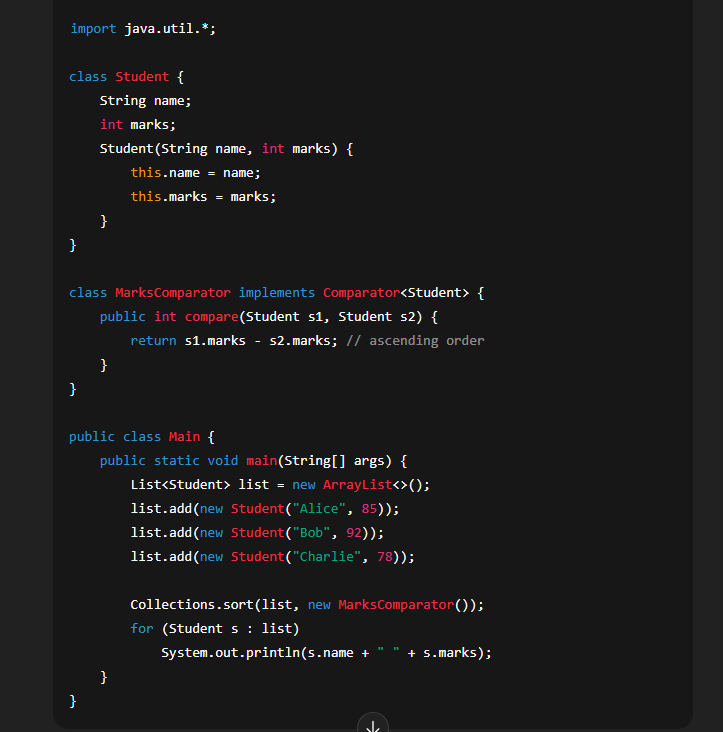 import java.util.*;
class Student {
    String name;
    int marks;
    Student(String name, int marks) {
        this.name = name;
        this.marks = marks;
    }
}
class MarksComparator implements Comparator<Student> {
    public int compare(Student s1, Student s2) {
        return s1.marks - s2.marks; // ascending order
    }
}
public class Main {
    public static void main(String[] args) {
        List<Student> list = new ArrayList<>();
        list.add(new Student("Alice", 85));
        list.add(new Student("Bob", 92));
        list.add(new Student("Charlie", 78));
        Collections.sort(list, new MarksComparator());
        for (Student s : list)
            System.out.println(s.name + " " + s.marks);
    }
}